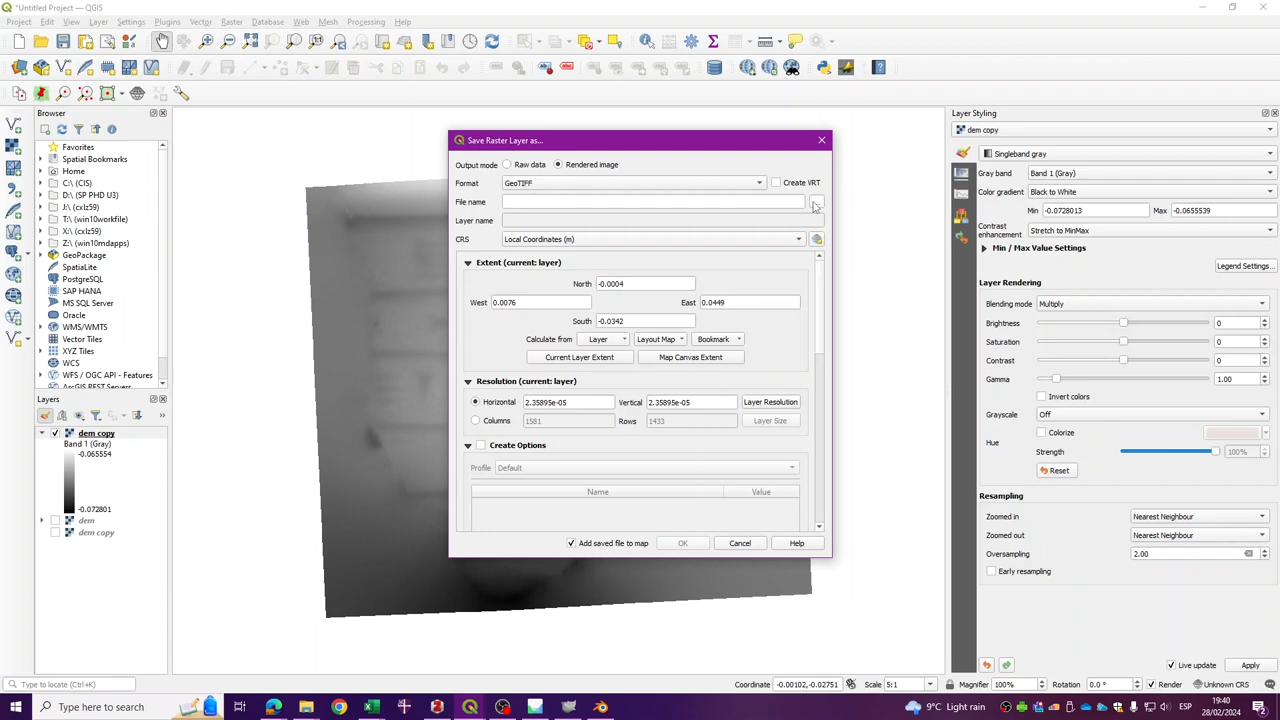 *Untitled Project — QGIS
Project Edit View Layer Settings Plugins Vector Raster Database Web Mesh Processing Help
Browser
Favorites
Spatial Bookmarks
Home
C:\ (CIS)
D:\ (SP PHD U3)
J:\ (cxlz59)
T:\ (win10workfile)
X:\ (cxlz59)
Z:\ (win10mdapps)
GeoPackage
SpatiaLite
PostgreSQL
SAP HANA
MS SQL Server
Oracle
WMS/WMTS
Vector Tiles
XYZ Tiles
WCS
WFS / OGC API - Features
ArcGIS REST Servers
Layers
dem copy
Band 1 (Gray)
-0.065554
-0.072801
dem
dem copy
Save Raster Layer as...
Output mode Raw data Rendered image
Format GeoTIFF Create VRT
File name
Layer name
CRS Local Coordinates (m)
Extent (current: layer)
North -0.0004
West 0.0076 East 0.0449
South -0.0342
Calculate from Layer Layout Map Bookmark
Current Layer Extent Map Canvas Extent
Resolution (current: layer)
Horizontal 2.35895e-05 Vertical 2.35895e-05 Layer Resolution
Columns 1581 Rows 1433 Layer Size
Create Options
Profile Default
Name Value
Add saved file to map OK Cancel Help
Layer Styling
dem copy
Singleband gray
Gray band Band 1 (Gray)
Color gradient Black to White
Min -0.0728013 Max -0.0655539
Contrast enhancement Stretch to MinMax
Min / Max Value Settings
Legend Settings...
Layer Rendering
Blending mode Multiply
Brightness 0
Saturation 0
Contrast 0
Gamma 1.00
Invert colors
Grayscale Off
Hue Colorize
Strength 100%
Reset
Resampling
Zoomed in Nearest Neighbour
Zoomed out Nearest Neighbour
Oversampling 2.00
Early resampling
Live update Apply
Type to locate (Ctrl+K) Coordinate -0.00102,-0.02751 Scale 5:1 Magnifier 100% Rotation 0.0 ° Render Unknown CRS
Type here to search
9°C Light rain
19:40
28/02/2024